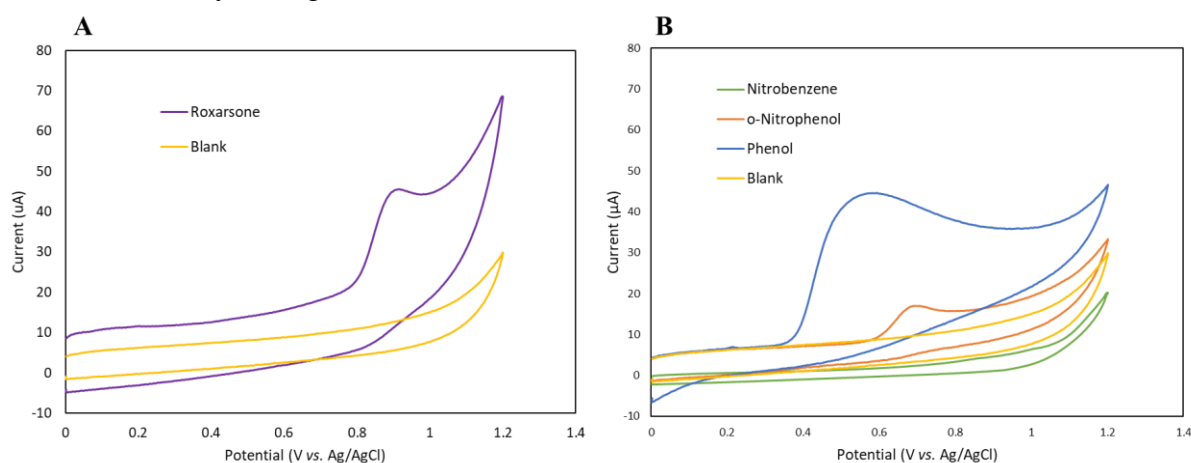 A
80
70
60
50
40
30
20
10
0
-10
Current (uA)
Roxarsone
Blank
0 0.2 0.4 0.6 0.8 1 1.2 1.4
Potential (V vs. Ag/AgCl)
B
80
70
60
50
40
30
20
10
0
-10
Current (uA)
Nitrobenzene
o-Nitrophenol
Phenol
Blank
0 0.2 0.4 0.6 0.8 1 1.2 1.4
Potential (V vs. Ag/AgCl)